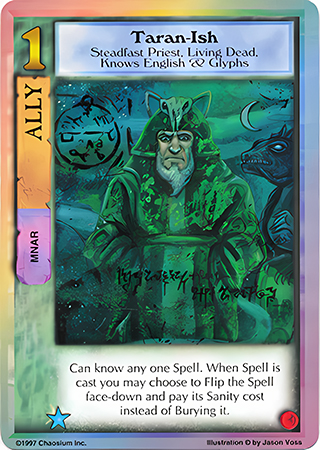 1
Taran-Ish
Steadfast Priest, Living Dead,
Knows English & Glyphs
ALLY
MNAR
Can know any one Spell. When Spell is
cast you may choose to Flip the Spell
face-down and pay its Sanity cost
instead of Burying it.
©1997 Chaosium Inc.
Illustration © by Jason Voss